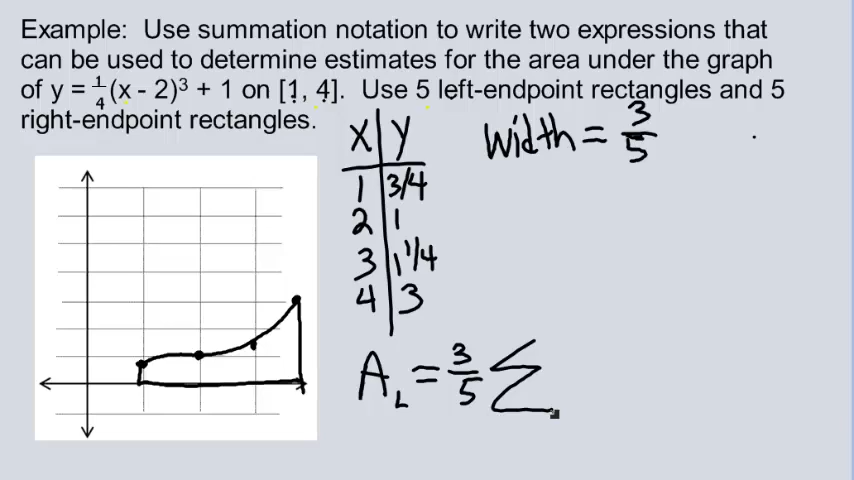 Example: Use summation notation to write two expressions that
can be used to determine estimates for the area under the graph
of y = 1/4 (x - 2)³ + 1 on [1, 4]. Use 5 left-endpoint rectangles and 5
right-endpoint rectangles.
x y
1 3/4
2 1
3 1 1/4
4 3
width = 3/5
A_L = 3/5 Σ